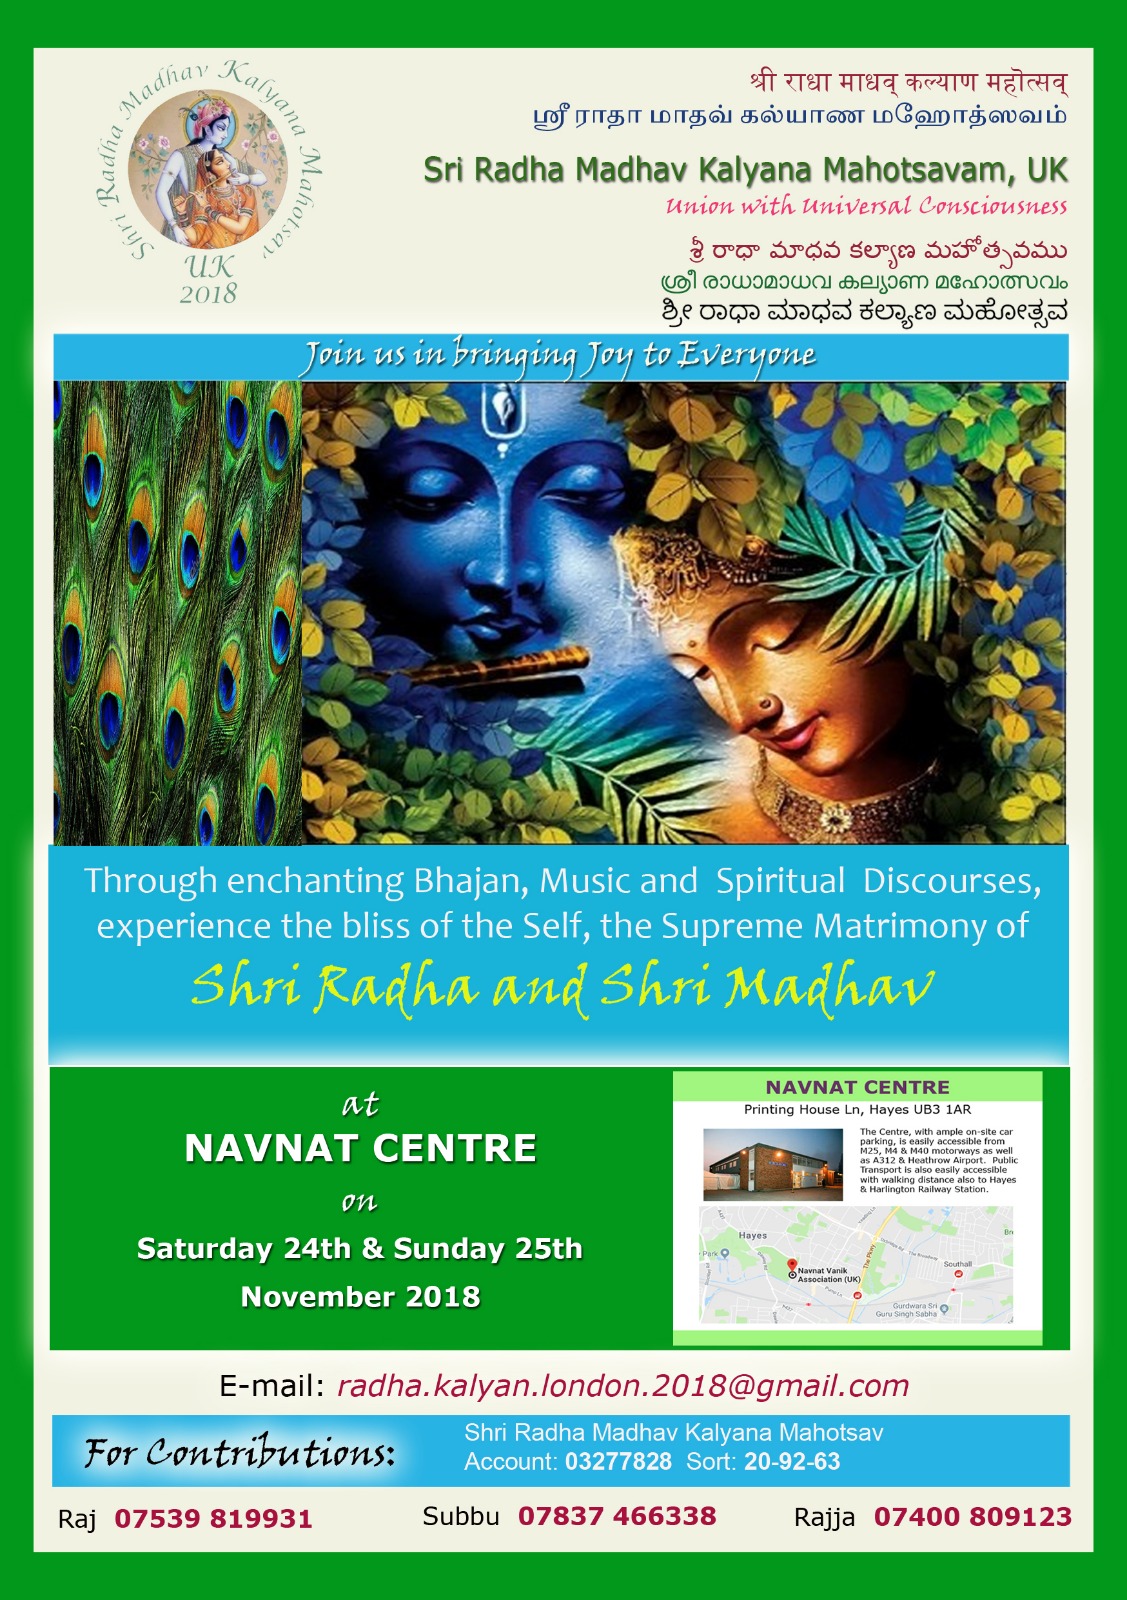 Shri Radha Madhav Kalyana Mahotsav
UK
2018
श्री राधा माधव् कल्याण महोत्सव्
ஸ்ரீ ராதா மாதவ் கல்யாண மஹோத்ஸவம்
Sri Radha Madhav Kalyana Mahotsavam, UK
Union with Universal Consciousness
శ్రీ రాధా మాధవ కల్యాణ మహోత్సవము
ശ്രീ രാധാമാധവ കല്യാണ മഹോത്സവം
ಶ್ರೀ ರಾಧಾ ಮಾಧವ ಕಲ್ಯಾಣ ಮಹೋತ್ಸವ
Join us in bringing Joy to Everyone
Through enchanting Bhajan, Music and Spiritual Discourses,
experience the bliss of the Self, the Supreme Matrimony of
Shri Radha and Shri Madhav
at
NAVNAT CENTRE
on
Saturday 24th & Sunday 25th
November 2018
NAVNAT CENTRE
Printing House Ln, Hayes UB3 1AR
The Centre, with ample on-site car
parking, is easily accessible from
M25, M4 & M40 motorways as well
as A312 & Heathrow Airport. Public
Transport is also easily accessible
with walking distance also to Hayes
& Harlington Railway Station.
Hayes
Park
Navnat Vanik
Association (UK)
The Pkwy
Southall
Gurdwara Sri
Guru Singh Sabha
E-mail: radha.kalyan.london.2018@gmail.com
For Contributions:
Shri Radha Madhav Kalyana Mahotsav
Account: 03277828 Sort: 20-92-63
Raj 07539 819931
Subbu 07837 466338
Rajja 07400 809123